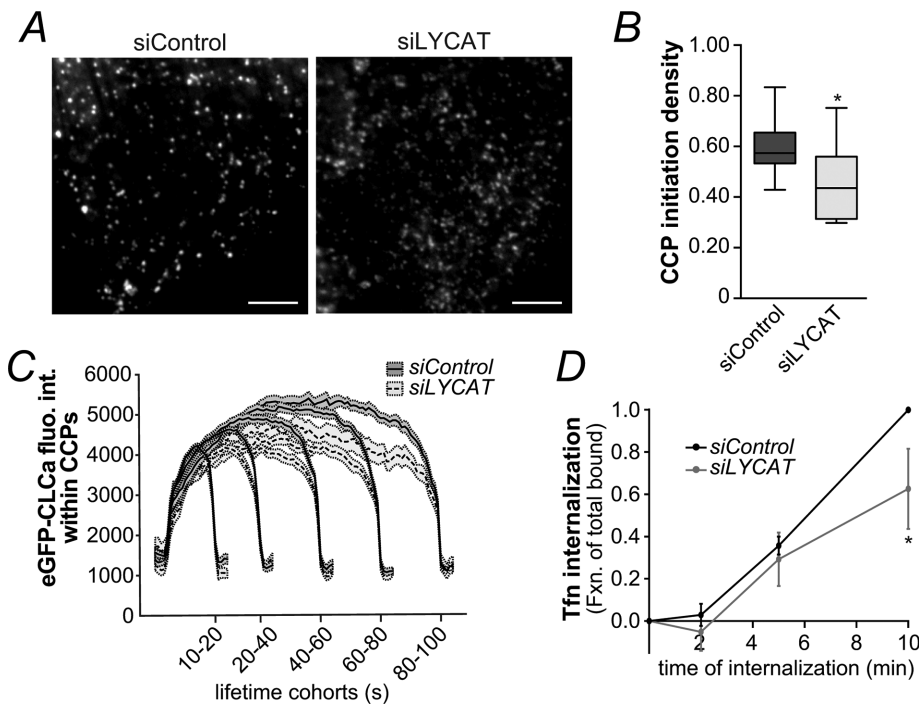 A
siControl
siLYCAT
B
CCP initiation density
1.00
0.80
0.60
0.40
0.20
0
*
siControl
siLYCAT
C
eGFP-CLCa fluo. int.
within CCPs
6000
5000
4000
3000
2000
1000
0
siControl
siLYCAT
10-20
20-40
40-60
60-80
80-100
lifetime cohorts (s)
D
Tfn internalization
(Fxn. of total bound)
1.0
0.8
0.6
0.4
0.2
0.0
siControl
siLYCAT
*
2 4 6 8 10
time of internalization (min)